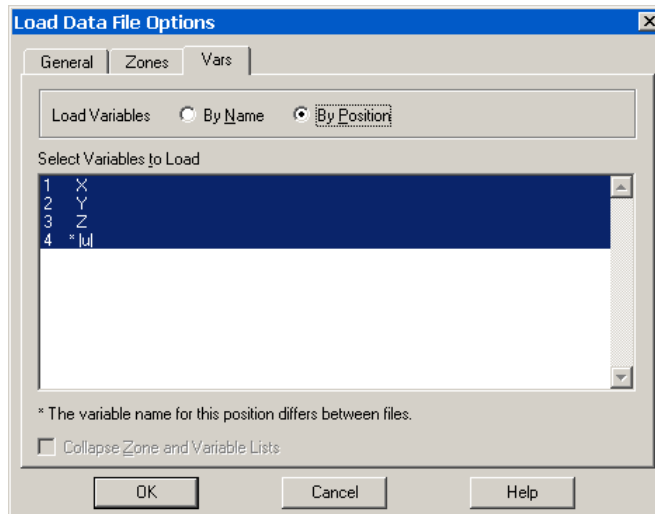 Load Data File Options
General Zones Vars
Load Variables By Name By Position
Select Variables to Load
1 X
2 Y
3 Z
4 * |u|
* The variable name for this position differs between files.
Collapse Zone and Variable Lists
OK Cancel Help